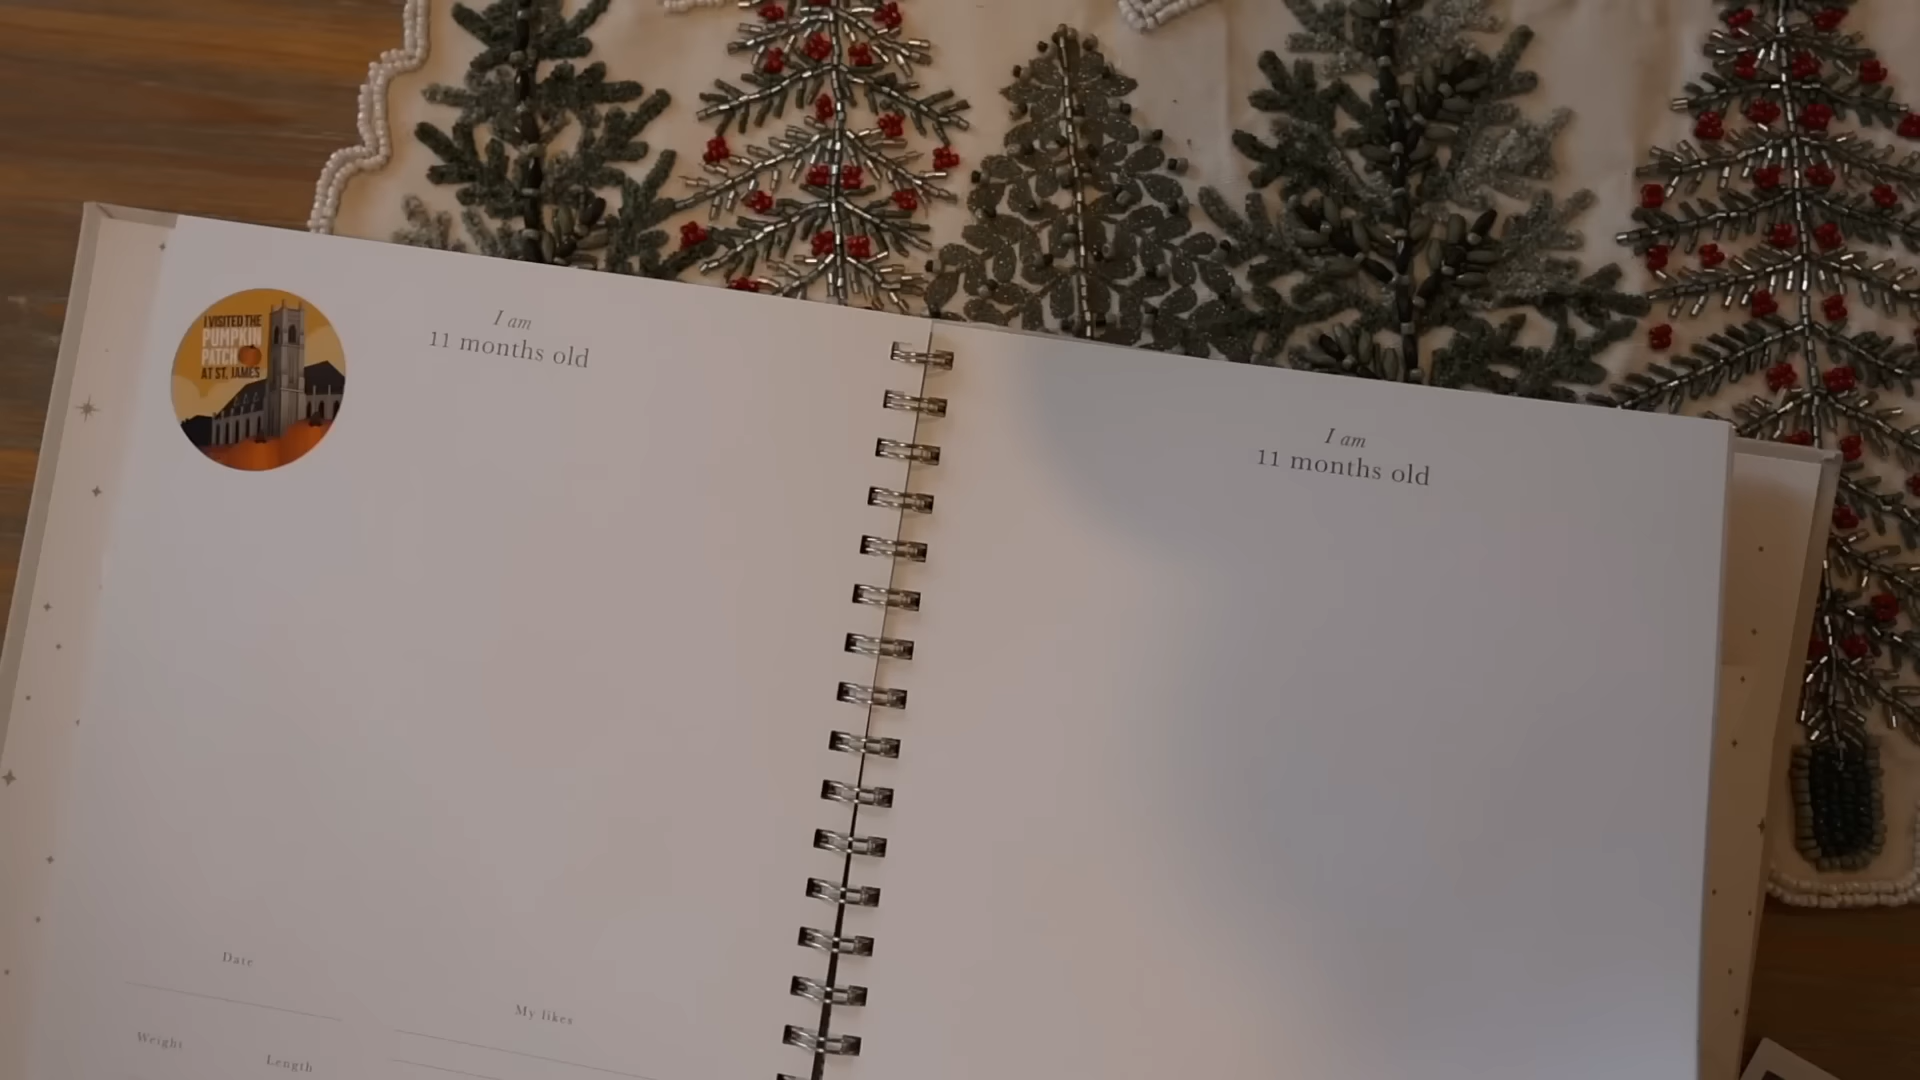 I VISITED THE
PUMPKIN
PATCH
AT ST. JAMES
I am
11 months old
Date
Weight
Length
My likes
I am
11 months old